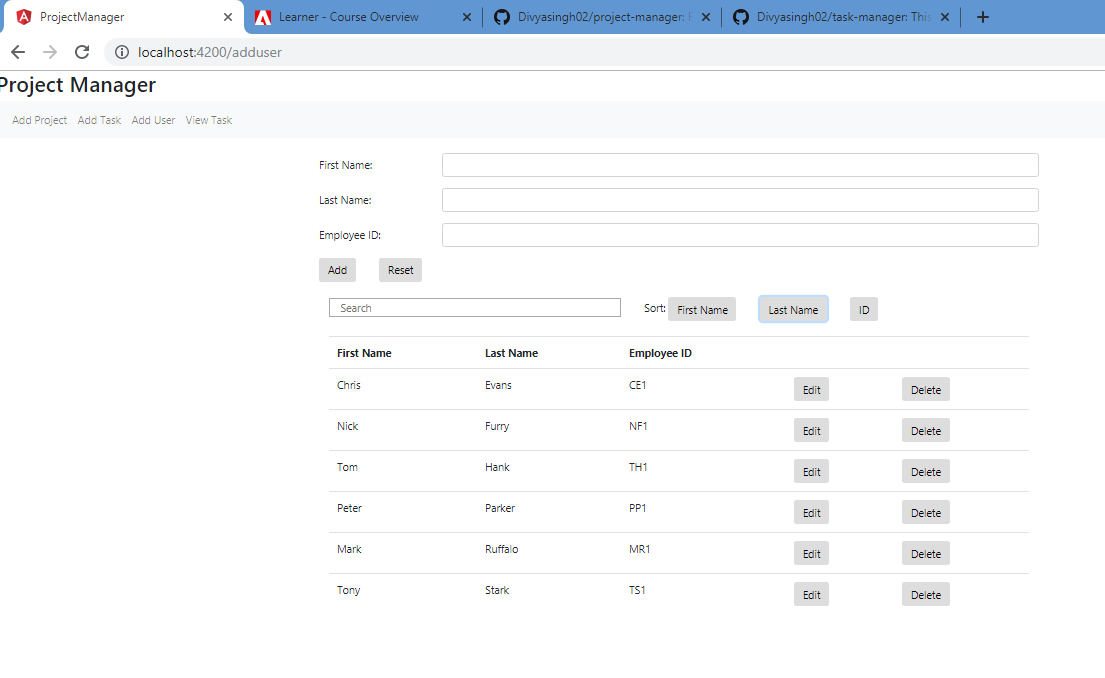 ProjectManager Learner - Course Overview Divyasingh02/project-manager: Divyasingh02/task-manager: This
localhost:4200/adduser
Project Manager
Add Project Add Task Add User View Task
First Name:
Last Name:
Employee ID:
Add Reset
Search Sort: First Name Last Name ID
First Name Last Name Employee ID
Chris Evans CE1 Edit Delete
Nick Furry NF1 Edit Delete
Tom Hank TH1 Edit Delete
Peter Parker PP1 Edit Delete
Mark Ruffalo MR1 Edit Delete
Tony Stark TS1 Edit Delete